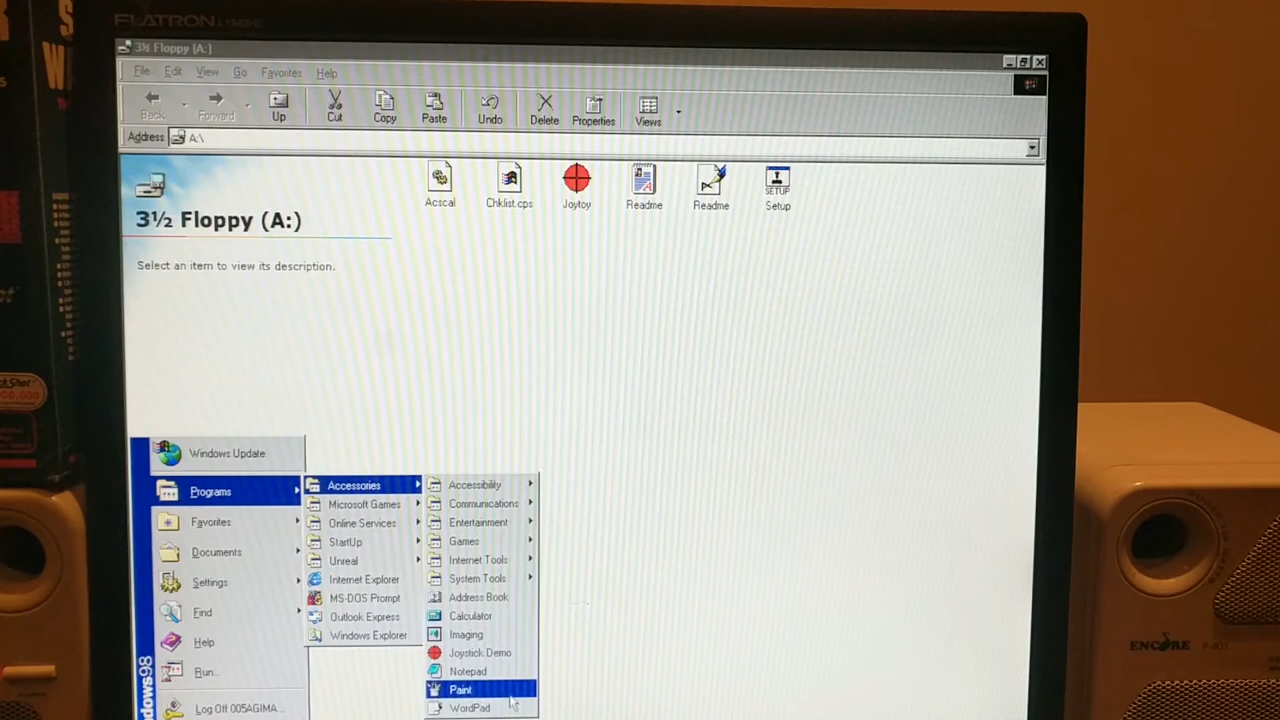 FLATRON L1942HE
3½ Floppy (A:)
File Edit View Go Favorites Help
Back Forward Up Cut Copy Paste Undo Delete Properties Views
Address A:\
3½ Floppy (A:)
Select an item to view its description.
Acscal Chklist.cps Joytoy Readme Readme Setup
SETUP
Windows Update
Programs
Favorites
Documents
Settings
Find
Help
Run...
Log Off 005AGIMA...
dows98
Accessories
Microsoft Games
Online Services
StartUp
Unreal
Internet Explorer
MS-DOS Prompt
Outlook Express
Windows Explorer
Accessibility
Communications
Entertainment
Games
Internet Tools
System Tools
Address Book
Calculator
Imaging
Joystick Demo
Notepad
Paint
WordPad
ENCORE P-401